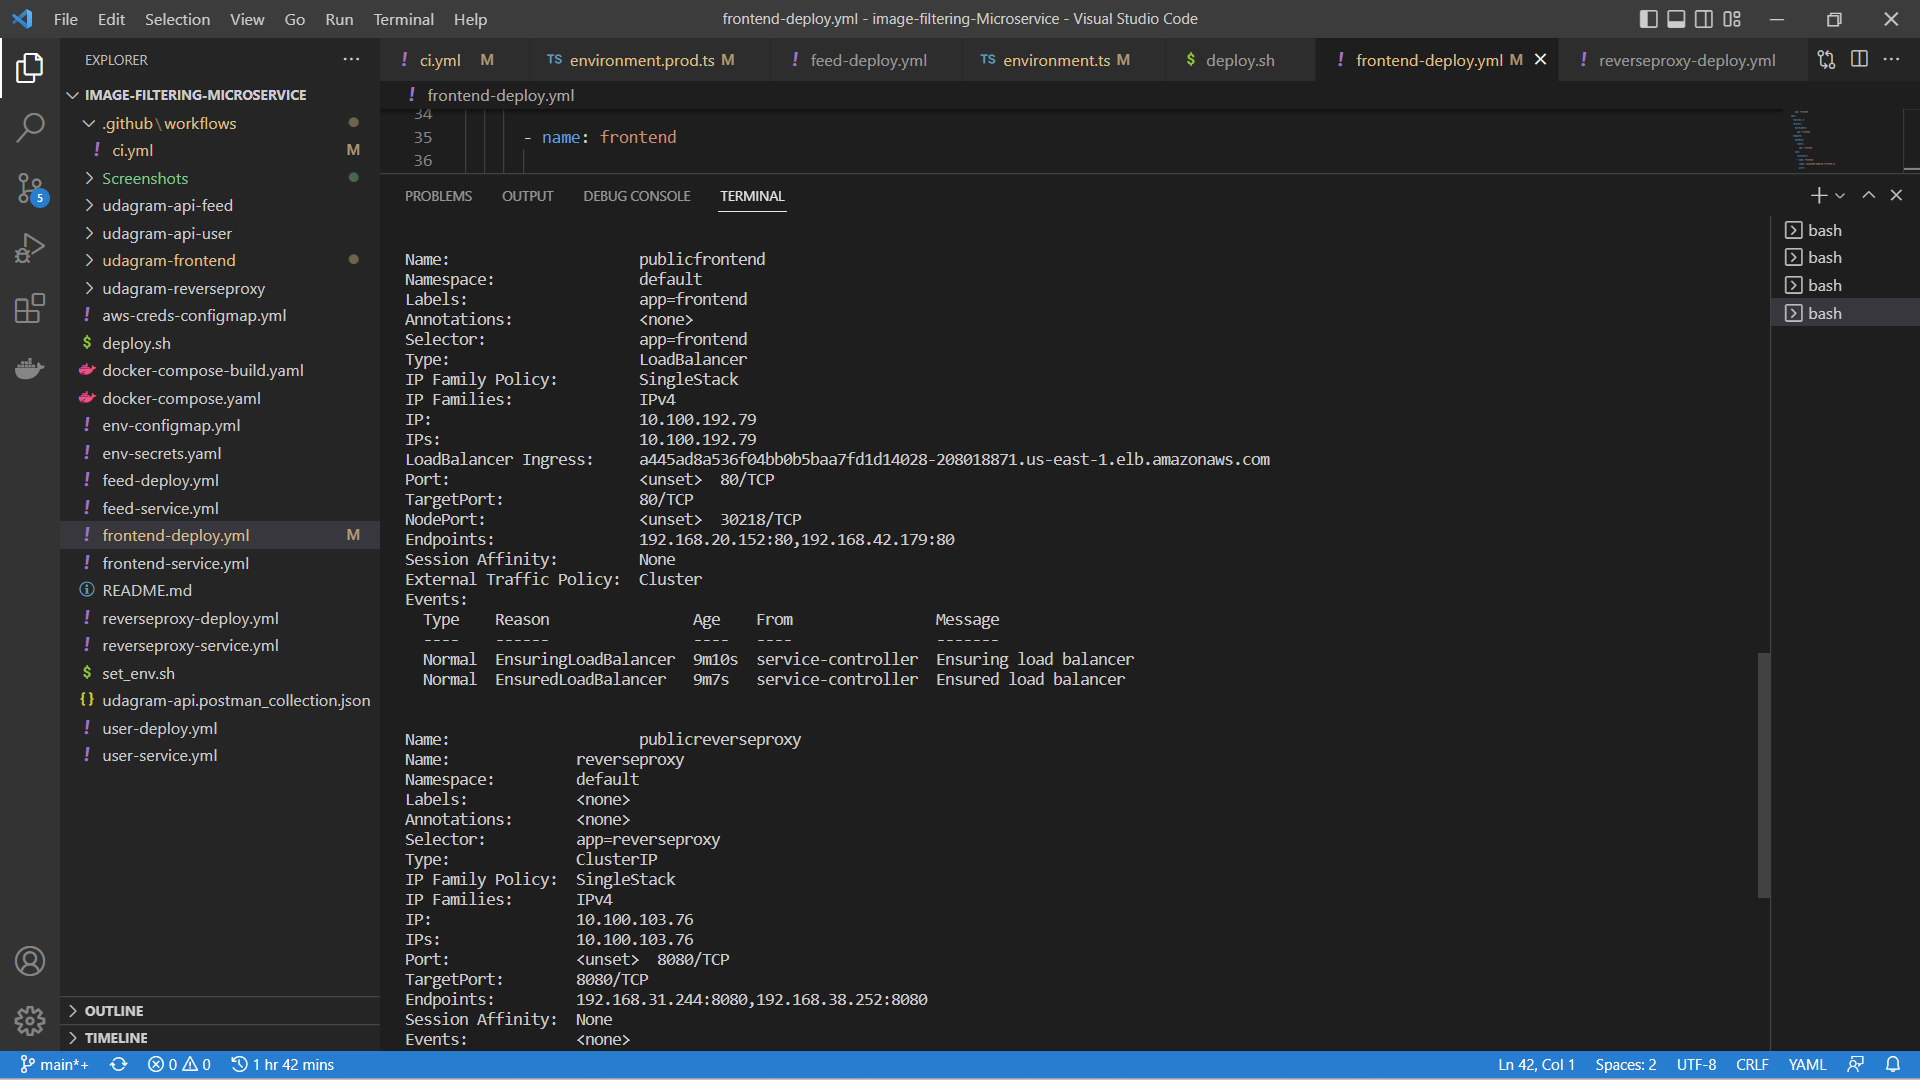 File Edit Selection View Go Run Terminal Help
frontend-deploy.yml - image-filtering-Microservice - Visual Studio Code
EXPLORER
IMAGE-FILTERING-MICROSERVICE
.github\workflows
! ci.yml M
Screenshots
udagram-api-feed
udagram-api-user
udagram-frontend
udagram-reverseproxy
! aws-creds-configmap.yml
$ deploy.sh
docker-compose-build.yaml
docker-compose.yaml
! env-configmap.yml
! env-secrets.yaml
! feed-deploy.yml
! feed-service.yml
! frontend-deploy.yml M
! frontend-service.yml
README.md
! reverseproxy-deploy.yml
! reverseproxy-service.yml
$ set_env.sh
{} udagram-api.postman_collection.json
! user-deploy.yml
! user-service.yml
OUTLINE
TIMELINE
5
! ci.yml M
TS environment.prod.ts M
! feed-deploy.yml
TS environment.ts M
$ deploy.sh
! frontend-deploy.yml M
! reverseproxy-deploy.yml
! frontend-deploy.yml
34
35 - name: frontend
36
PROBLEMS OUTPUT DEBUG CONSOLE TERMINAL
Name: publicfrontend
Namespace: default
Labels: app=frontend
Annotations: <none>
Selector: app=frontend
Type: LoadBalancer
IP Family Policy: SingleStack
IP Families: IPv4
IP: 10.100.192.79
IPs: 10.100.192.79
LoadBalancer Ingress: a445ad8a536f04bb0b5baa7fd1d14028-208018871.us-east-1.elb.amazonaws.com
Port: <unset> 80/TCP
TargetPort: 80/TCP
NodePort: <unset> 30218/TCP
Endpoints: 192.168.20.152:80,192.168.42.179:80
Session Affinity: None
External Traffic Policy: Cluster
Events:
Type Reason Age From Message
---- ------ ---- ---- -------
Normal EnsuringLoadBalancer 9m10s service-controller Ensuring load balancer
Normal EnsuredLoadBalancer 9m7s service-controller Ensured load balancer
Name: publicreverseproxy
Name: reverseproxy
Namespace: default
Labels: <none>
Annotations: <none>
Selector: app=reverseproxy
Type: ClusterIP
IP Family Policy: SingleStack
IP Families: IPv4
IP: 10.100.103.76
IPs: 10.100.103.76
Port: <unset> 8080/TCP
TargetPort: 8080/TCP
Endpoints: 192.168.31.244:8080,192.168.38.252:8080
Session Affinity: None
Events: <none>
bash
bash
bash
bash
main*+ 0 0 1 hr 42 mins
Ln 42, Col 1 Spaces: 2 UTF-8 CRLF YAML